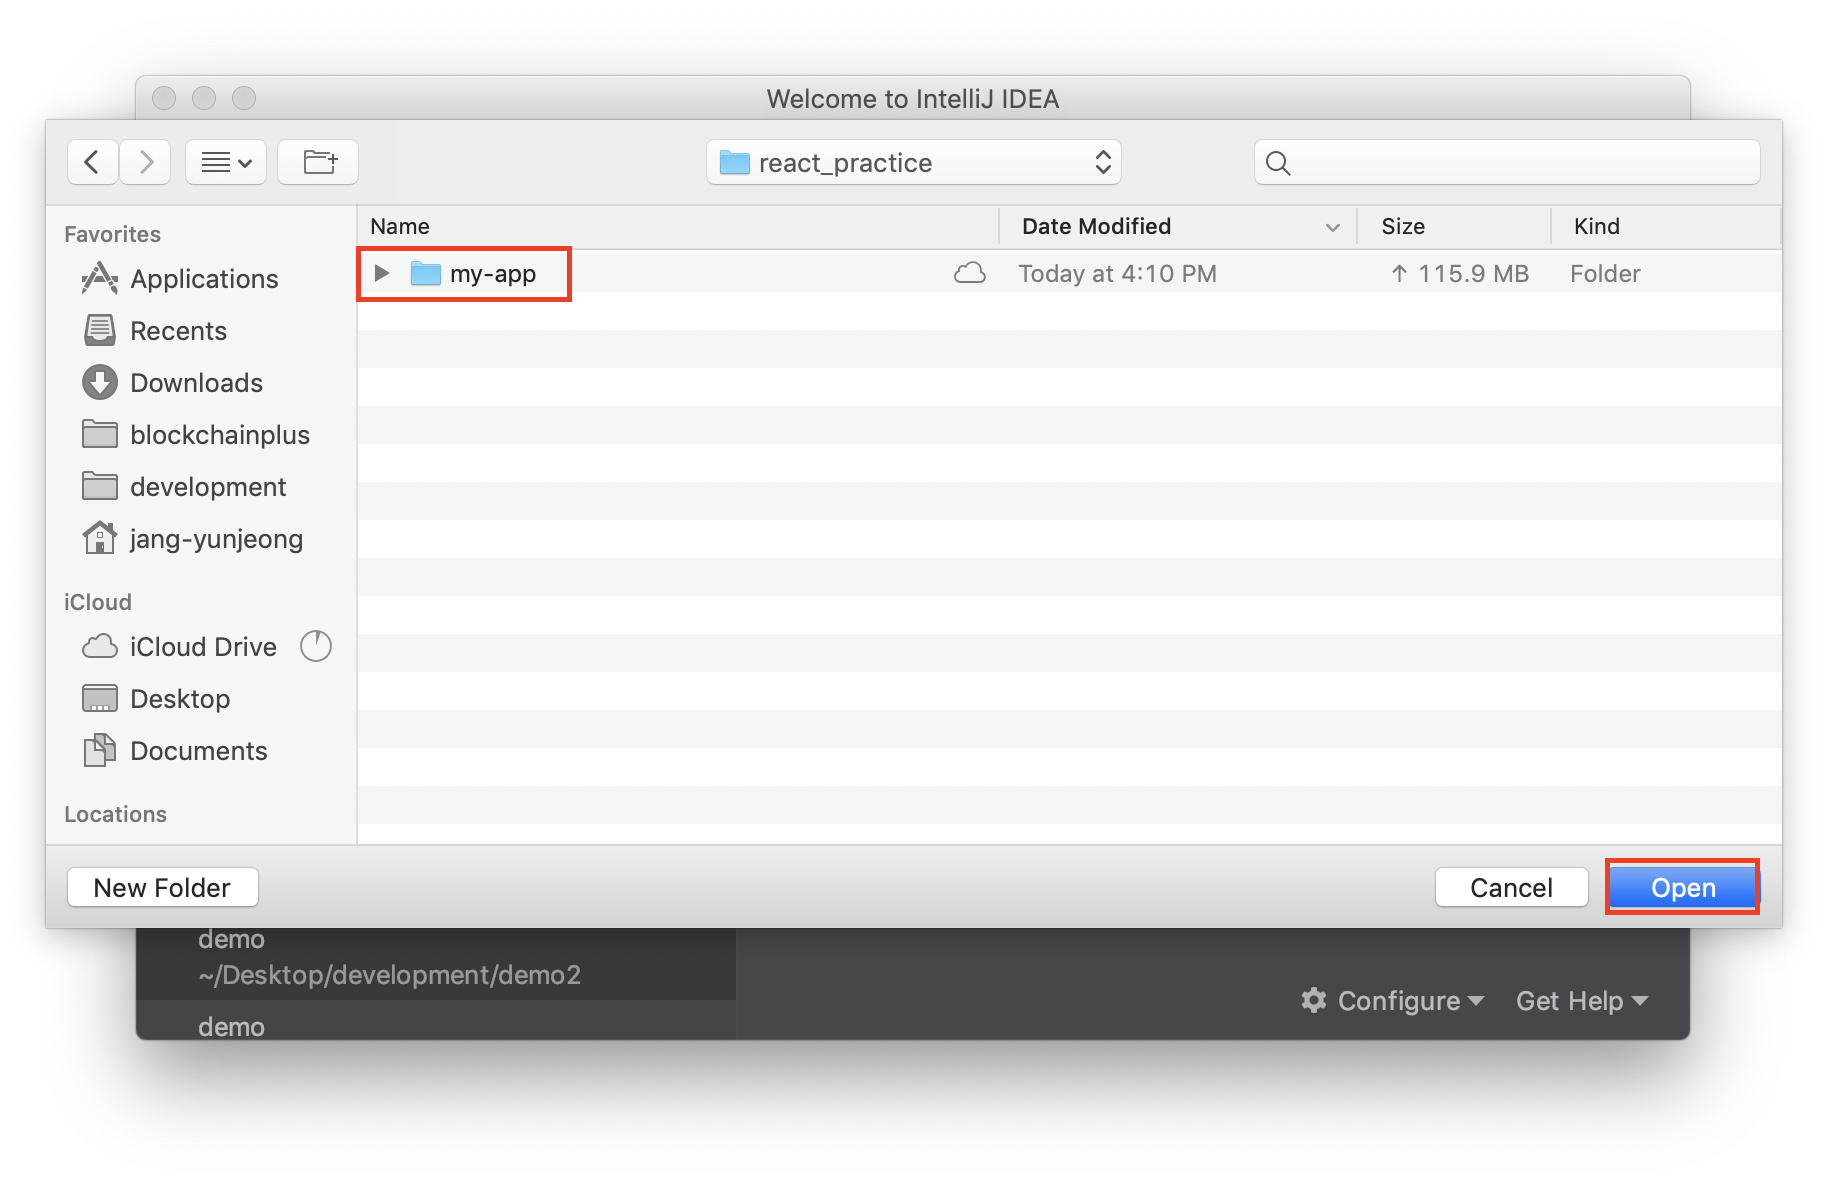 Welcome to IntelliJ IDEA
react_practice
Name
Date Modified
Size
Kind
my-app
Today at 4:10 PM
↑ 115.9 MB
Folder
Favorites
Applications
Recents
Downloads
blockchainplus
development
jang-yunjeong
iCloud
iCloud Drive
Desktop
Documents
Locations
New Folder
Cancel
Open
demo
~/Desktop/development/demo2
demo
Configure
Get Help